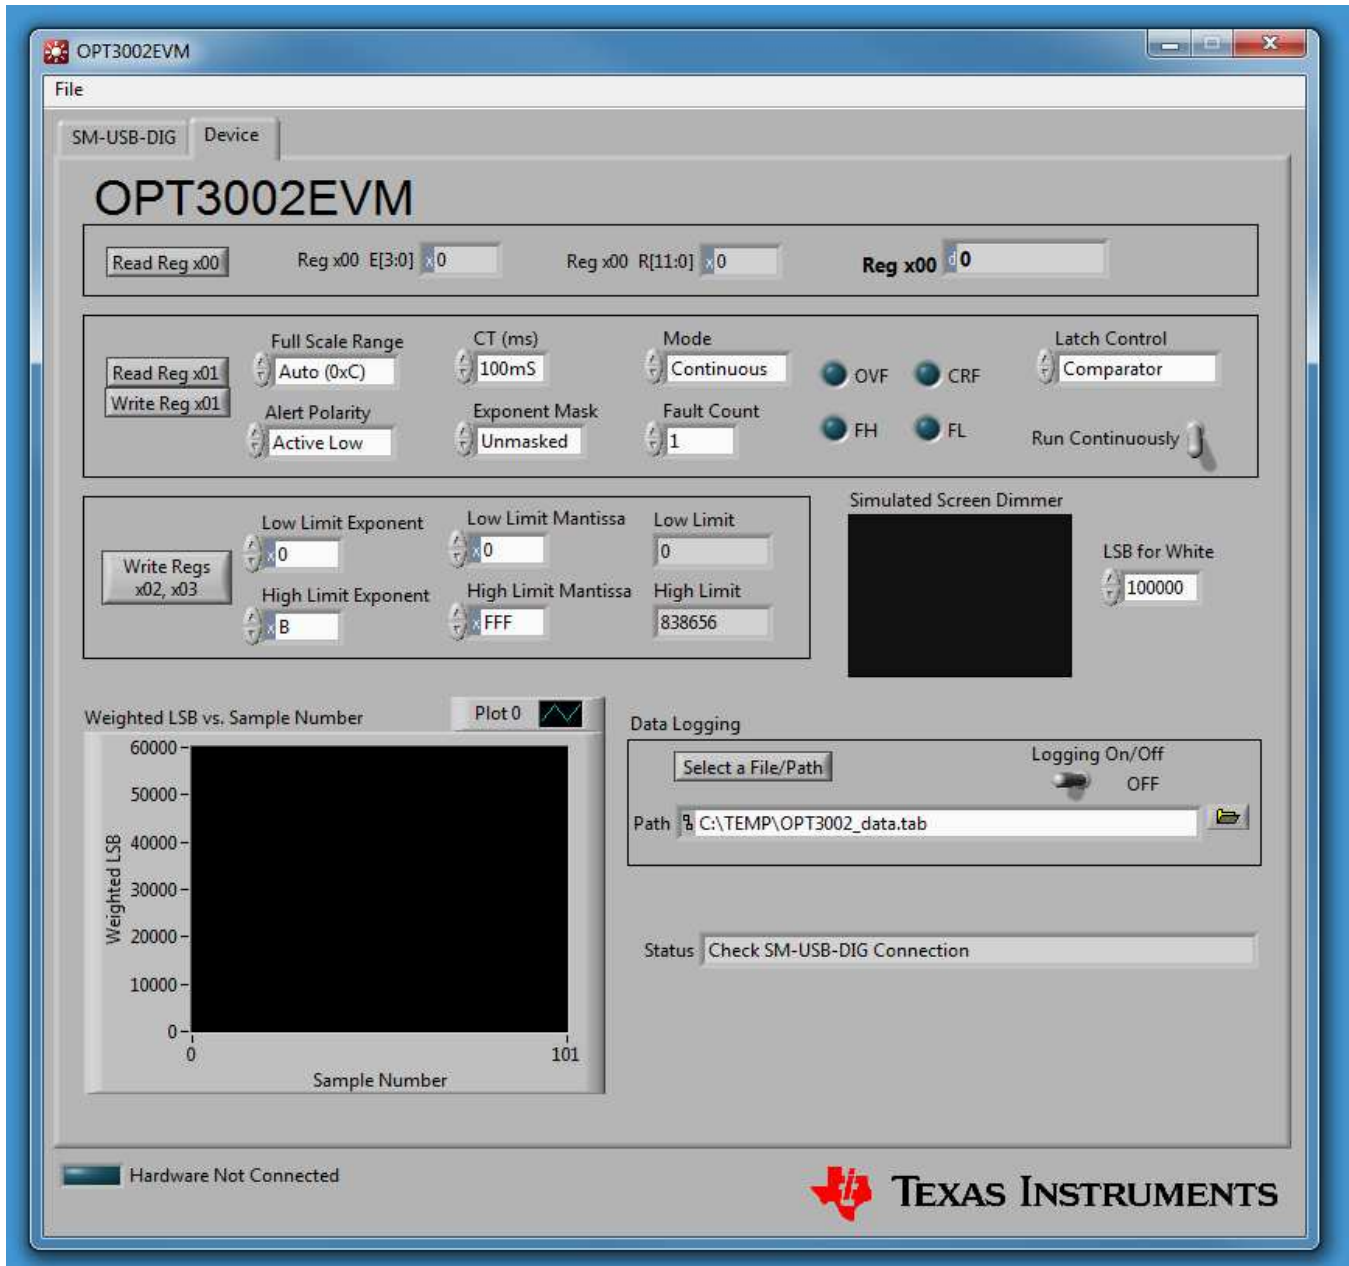 OPT3002EVM
File
SM-USB-DIG Device
OPT3002EVM
Read Reg x00 Reg x00 E[3:0] x 0 Reg x00 R[11:0] x 0 Reg x00 d 0
Full Scale Range CT (ms) Mode Latch Control
Read Reg x01 Auto (0xC) 100mS Continuous OVF CRF Comparator
Write Reg x01 Alert Polarity Exponent Mask Fault Count
Active Low Unmasked 1 FH FL Run Continuously
Simulated Screen Dimmer
Low Limit Exponent Low Limit Mantissa Low Limit
x 0 x 0 0 LSB for White
Write Regs
x02, x03 High Limit Exponent High Limit Mantissa High Limit 100000
x B x FFF 838656
Weighted LSB vs. Sample Number Plot 0 Data Logging
60000
50000
40000
30000
20000
10000
0
Weighted LSB
0 101
Sample Number
Select a File/Path Logging On/Off
OFF
Path C:\TEMP\OPT3002_data.tab
Status Check SM-USB-DIG Connection
Hardware Not Connected
TEXAS INSTRUMENTS